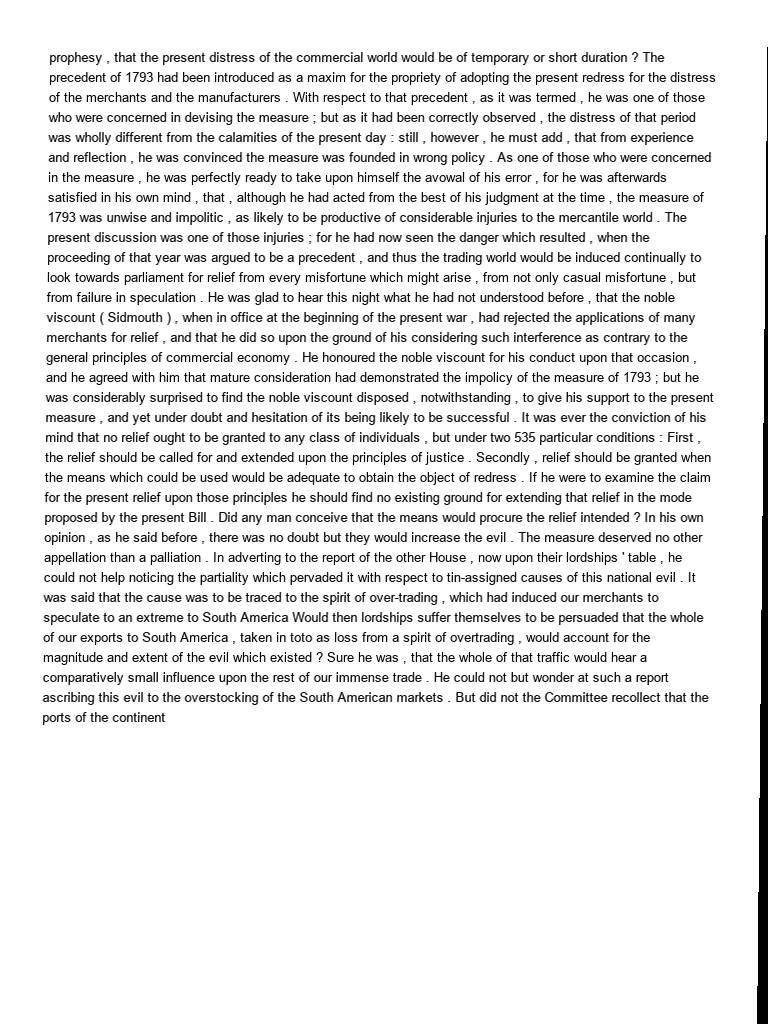 prophesy , that the present distress of the commercial world would be of temporary or short duration ? The
precedent of 1793 had been introduced as a maxim for the propriety of adopting the present redress for the distress
of the merchants and the manufacturers . With respect to that precedent , as it was termed , he was one of those
who were concerned in devising the measure ; but as it had been correctly observed , the distress of that period
was wholly different from the calamities of the present day : still , however , he must add , that from experience
and reflection , he was convinced the measure was founded in wrong policy . As one of those who were concerned
in the measure , he was perfectly ready to take upon himself the avowal of his error , for he was afterwards
satisfied in his own mind , that , although he had acted from the best of his judgment at the time , the measure of
1793 was unwise and impolitic , as likely to be productive of considerable injuries to the mercantile world . The
present discussion was one of those injuries ; for he had now seen the danger which resulted , when the
proceeding of that year was argued to be a precedent , and thus the trading world would be induced continually to
look towards parliament for relief from every misfortune which might arise , from not only casual misfortune , but
from failure in speculation . He was glad to hear this night what he had not understood before , that the noble
viscount ( Sidmouth ) , when in office at the beginning of the present war , had rejected the applications of many
merchants for relief , and that he did so upon the ground of his considering such interference as contrary to the
general principles of commercial economy . He honoured the noble viscount for his conduct upon that occasion ,
and he agreed with him that mature consideration had demonstrated the impolicy of the measure of 1793 ; but he
was considerably surprised to find the noble viscount disposed , notwithstanding , to give his support to the present
measure , and yet under doubt and hesitation of its being likely to be successful . It was ever the conviction of his
mind that no relief ought to be granted to any class of individuals , but under two 535 particular conditions : First ,
the relief should be called for and extended upon the principles of justice . Secondly , relief should be granted when
the means which could be used would be adequate to obtain the object of redress . If he were to examine the claim
for the present relief upon those principles he should find no existing ground for extending that relief in the mode
proposed by the present Bill . Did any man conceive that the means would procure the relief intended ? In his own
opinion , as he said before , there was no doubt but they would increase the evil . The measure deserved no other
appellation than a palliation . In adverting to the report of the other House , now upon their lordships ' table , he
could not help noticing the partiality which pervaded it with respect to tin-assigned causes of this national evil . It
was said that the cause was to be traced to the spirit of over-trading , which had induced our merchants to
speculate to an extreme to South America Would then lordships suffer themselves to be persuaded that the whole
of our exports to South America , taken in toto as loss from a spirit of overtrading , would account for the
magnitude and extent of the evil which existed ? Sure he was , that the whole of that traffic would hear a
comparatively small influence upon the rest of our immense trade . He could not but wonder at such a report
ascribing this evil to the overstocking of the South American markets . But did not the Committee recollect that the
ports of the continent